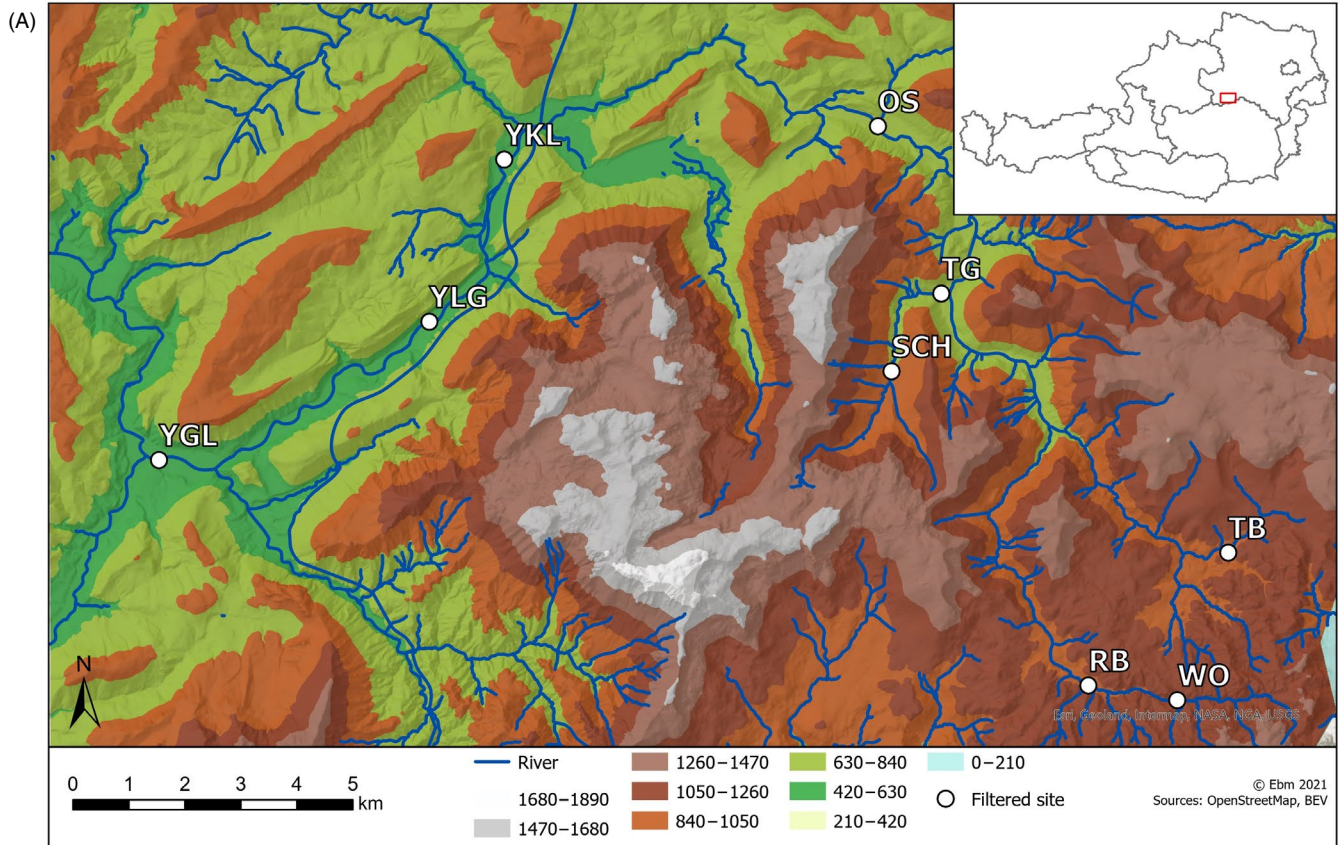 (A)
OS
YKL
TG
YLG
SCH
YGL
TB
RB
WO
Esri, Geoland, Intermap, NASA, NGA, USGS
N
0 1 2 3 4 5
km
River
1680–1890
1470–1680
1260–1470
1050–1260
840–1050
630–840
420–630
210–420
0–210
Filtered site
© Ebm 2021
Sources: OpenStreetMap, BEV